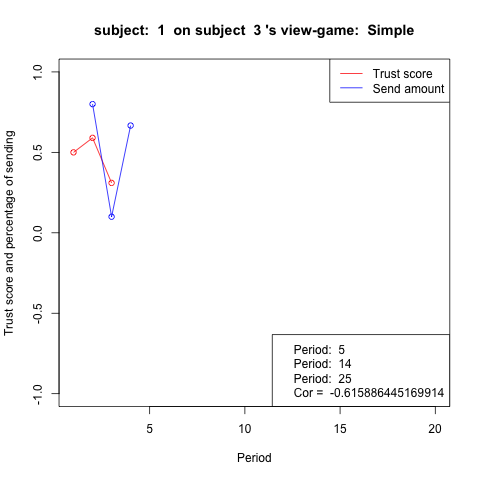 subject:  1  on subject  3 's view-game:  Simple
Trust score
Send amount
Trust score and percentage of sending
1.0
0.5
0.0
-0.5
-1.0
Period:  5
Period:  14
Period:  25
Cor =  -0.615886445169914
5
10
15
20
Period